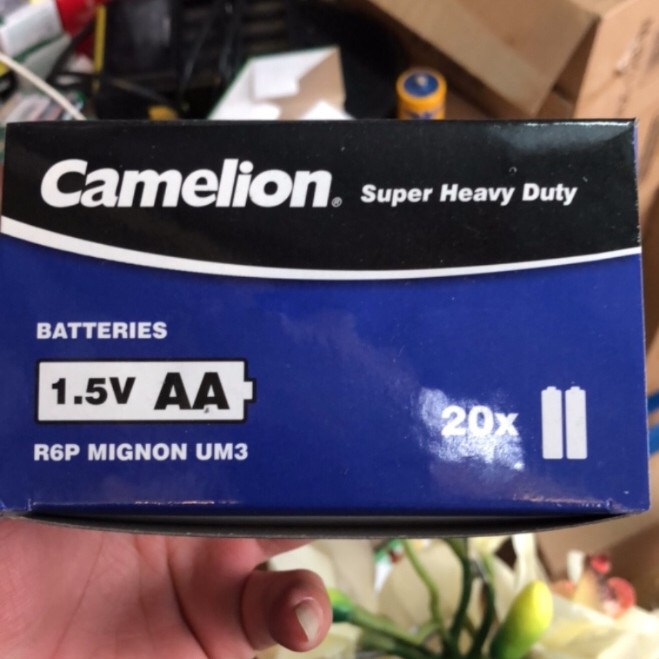 Camelion® Super Heavy Duty
BATTERIES
1.5V AA
R6P MIGNON UM3
20x